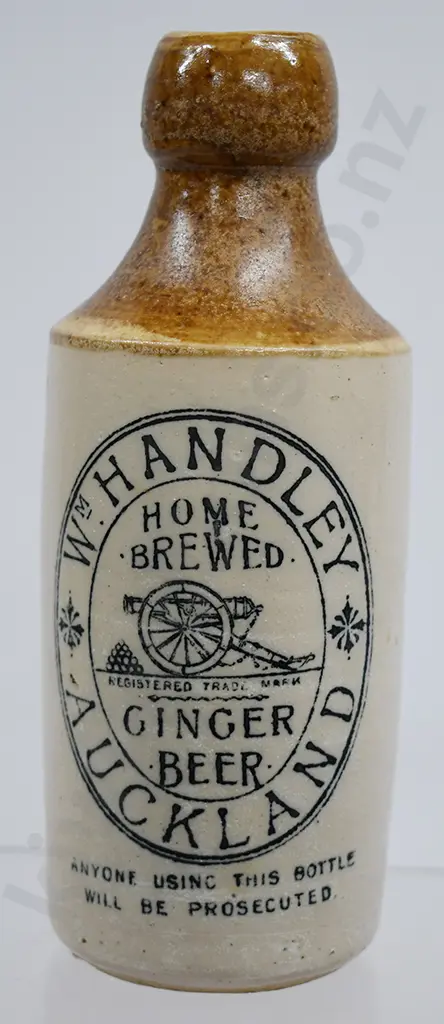 Wᴹ. HANDLEY
HOME
·BREWED·
REGISTERED TRADE MARK
GINGER
·BEER·
AUCKLAND
ANYONE USING THIS BOTTLE
WILL BE PROSECUTED.